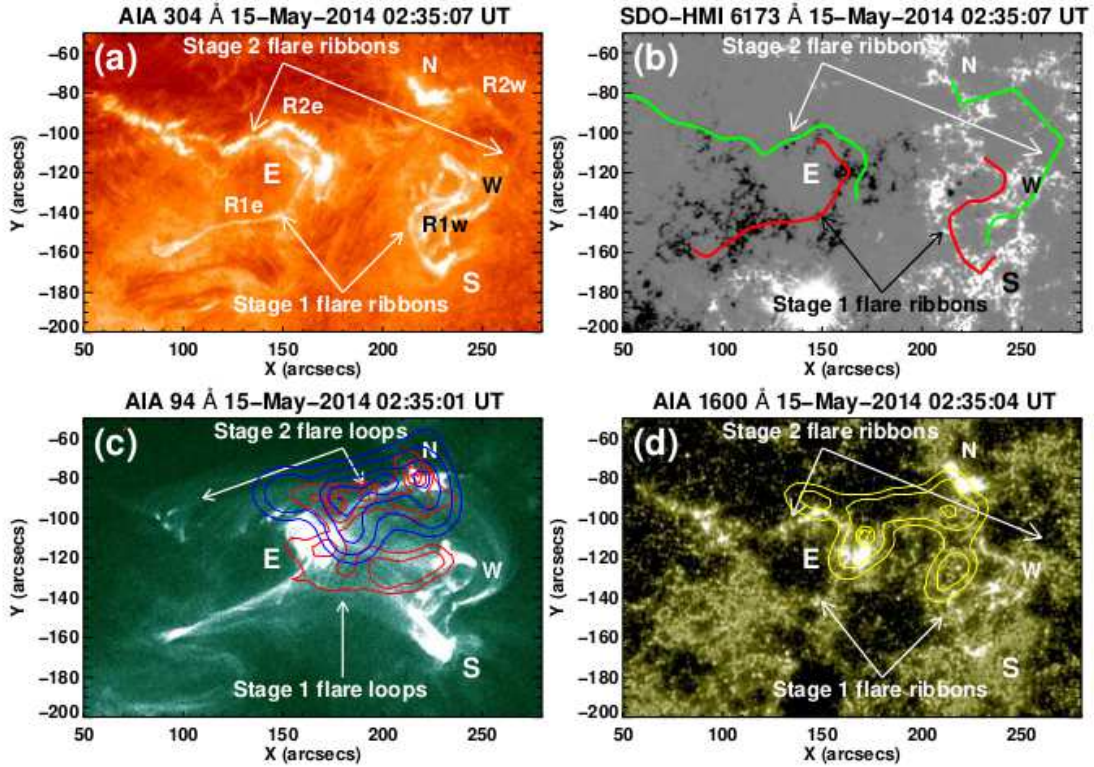 AIA 304 Å 15-May-2014 02:35:07 UT
(a)
Stage 2 flare ribbons
N
R2w
R2e
E
W
R1e
R1w
S
Stage 1 flare ribbons
-60
-80
-100
-120
-140
-160
-180
-200
Y (arcsecs)
50 100 150 200 250
X (arcsecs)
SDO-HMI 6173 Å 15-May-2014 02:35:07 UT
(b)
Stage 2 flare ribbons
N
E
W
S
Stage 1 flare ribbons
-60
-80
-100
-120
-140
-160
-180
-200
Y (arcsecs)
50 100 150 200 250
X (arcsecs)
AIA 94 Å 15-May-2014 02:35:01 UT
(c)
Stage 2 flare loops
N
E
W
S
Stage 1 flare loops
-60
-80
-100
-120
-140
-160
-180
-200
Y (arcsecs)
50 100 150 200 250
X (arcsecs)
AIA 1600 Å 15-May-2014 02:35:04 UT
(d)
Stage 2 flare ribbons
N
E
W
S
Stage 1 flare ribbons
-60
-80
-100
-120
-140
-160
-180
-200
Y (arcsecs)
50 100 150 200 250
X (arcsecs)